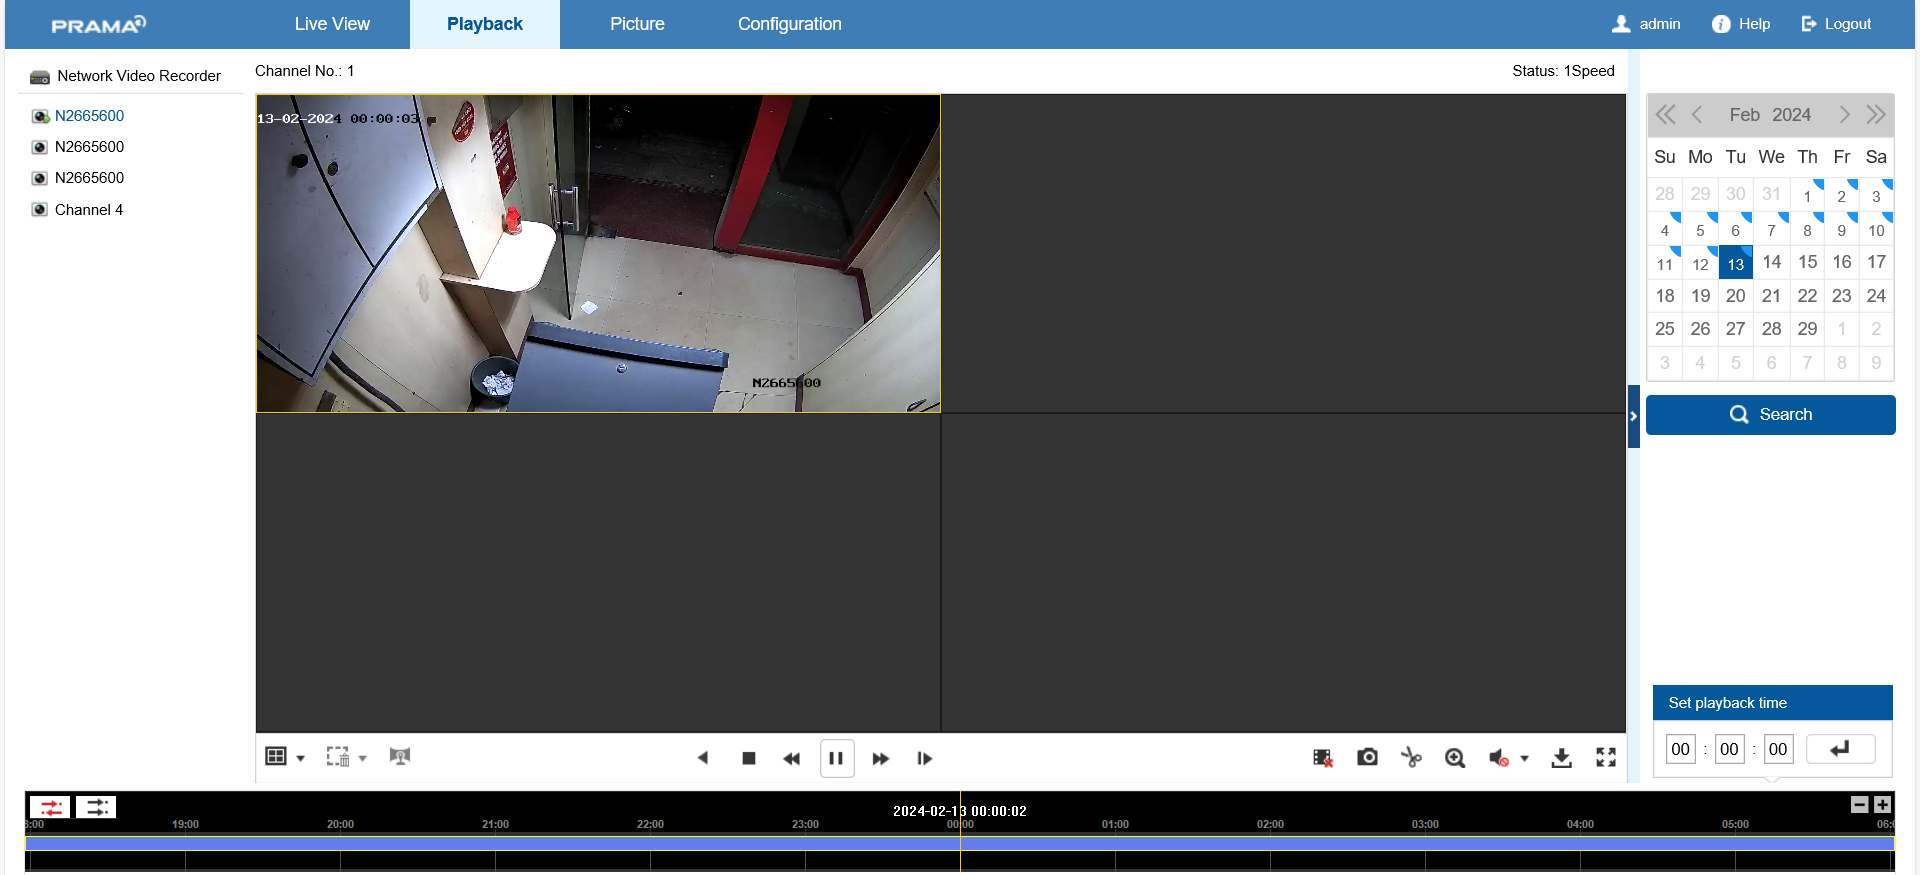 PRAMA
Live View
Playback
Picture
Configuration
admin
Help
Logout
Network Video Recorder
N2665600
N2665600
N2665600
Channel 4
Channel No.: 1
Status: 1Speed
13-02-2024 00:00:03
N2665600
Feb 2024
Su Mo Tu We Th Fr Sa
28 29 30 31 1 2 3
4 5 6 7 8 9 10
11 12 13 14 15 16 17
18 19 20 21 22 23 24
25 26 27 28 29 1 2
3 4 5 6 7 8 9
Search
Set playback time
00 : 00 : 00
2024-02-13 00:00:02
19:00 20:00 21:00 22:00 23:00 00:00 01:00 02:00 03:00 04:00 05:00